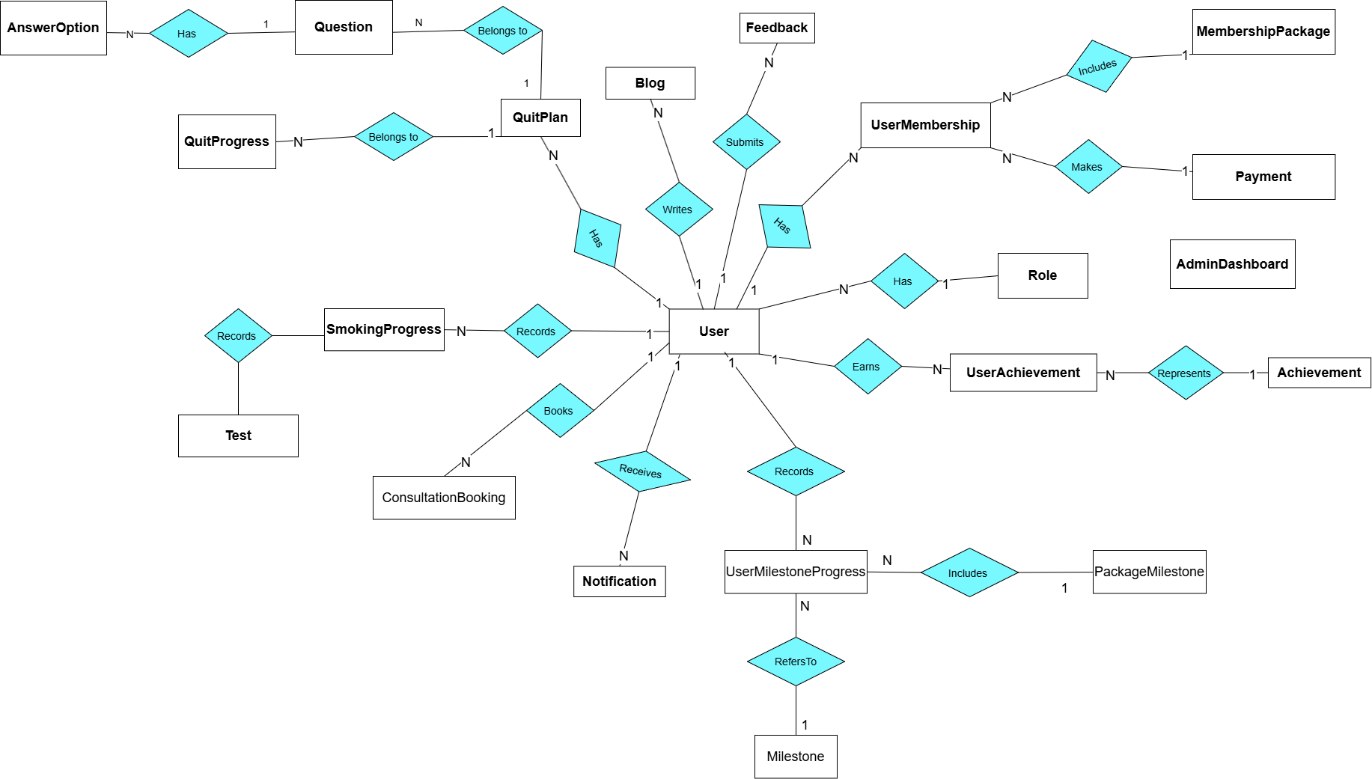 AnswerOption
N
Has
1
Question
N
Belongs to
1
QuitPlan
QuitProgress
N
Belongs to
1
N
Has
1
Blog
N
Writes
1
Feedback
N
Submits
1
UserMembership
N
Has
1
N
Includes
1
MembershipPackage
N
Makes
1
Payment
AdminDashboard
N
Has
1
Role
User
SmokingProgress
N
Records
1
Records
Test
1
Books
N
ConsultationBooking
1
Receives
N
Notification
1
Earns
N
UserAchievement
N
Represents
1
Achievement
1
Records
N
UserMilestoneProgress
N
Includes
1
PackageMilestone
N
RefersTo
1
Milestone